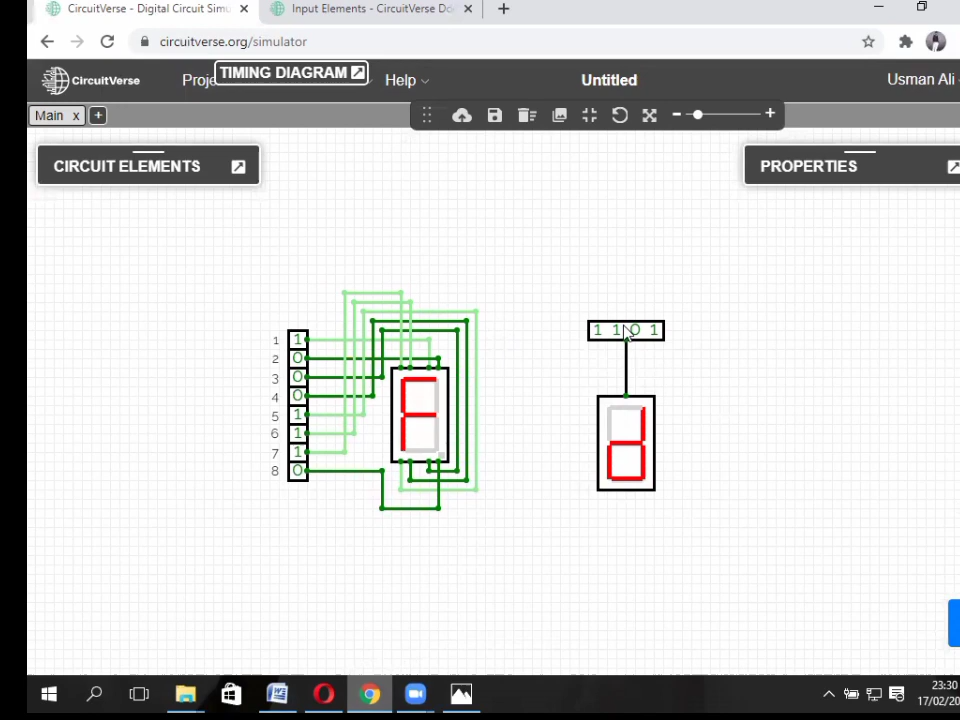 CircuitVerse - Digital Circuit Simu
Input Elements - CircuitVerse Do
circuitverse.org/simulator
CircuitVerse
Proje
TIMING DIAGRAM
Help
Untitled
Usman Ali
Main x +
CIRCUIT ELEMENTS
PROPERTIES
1 1
2 0
3 0
4 0
5 1
6 1
7 1
8 0
1 1 0 1
23:30
17/02/20